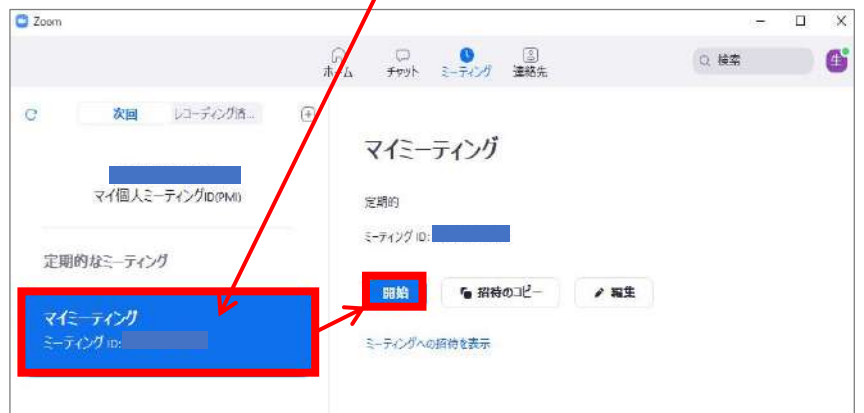 Zoom
ホーム
チャット
ミーティング
連絡先
検索
生
次回
レコーディング済...
マイ個人ミーティングID(PMI)
定期的なミーティング
マイミーティング
ミーティング ID:
マイミーティング
定期的
ミーティング ID:
開始
招待のコピー
編集
ミーティングへの招待を表示